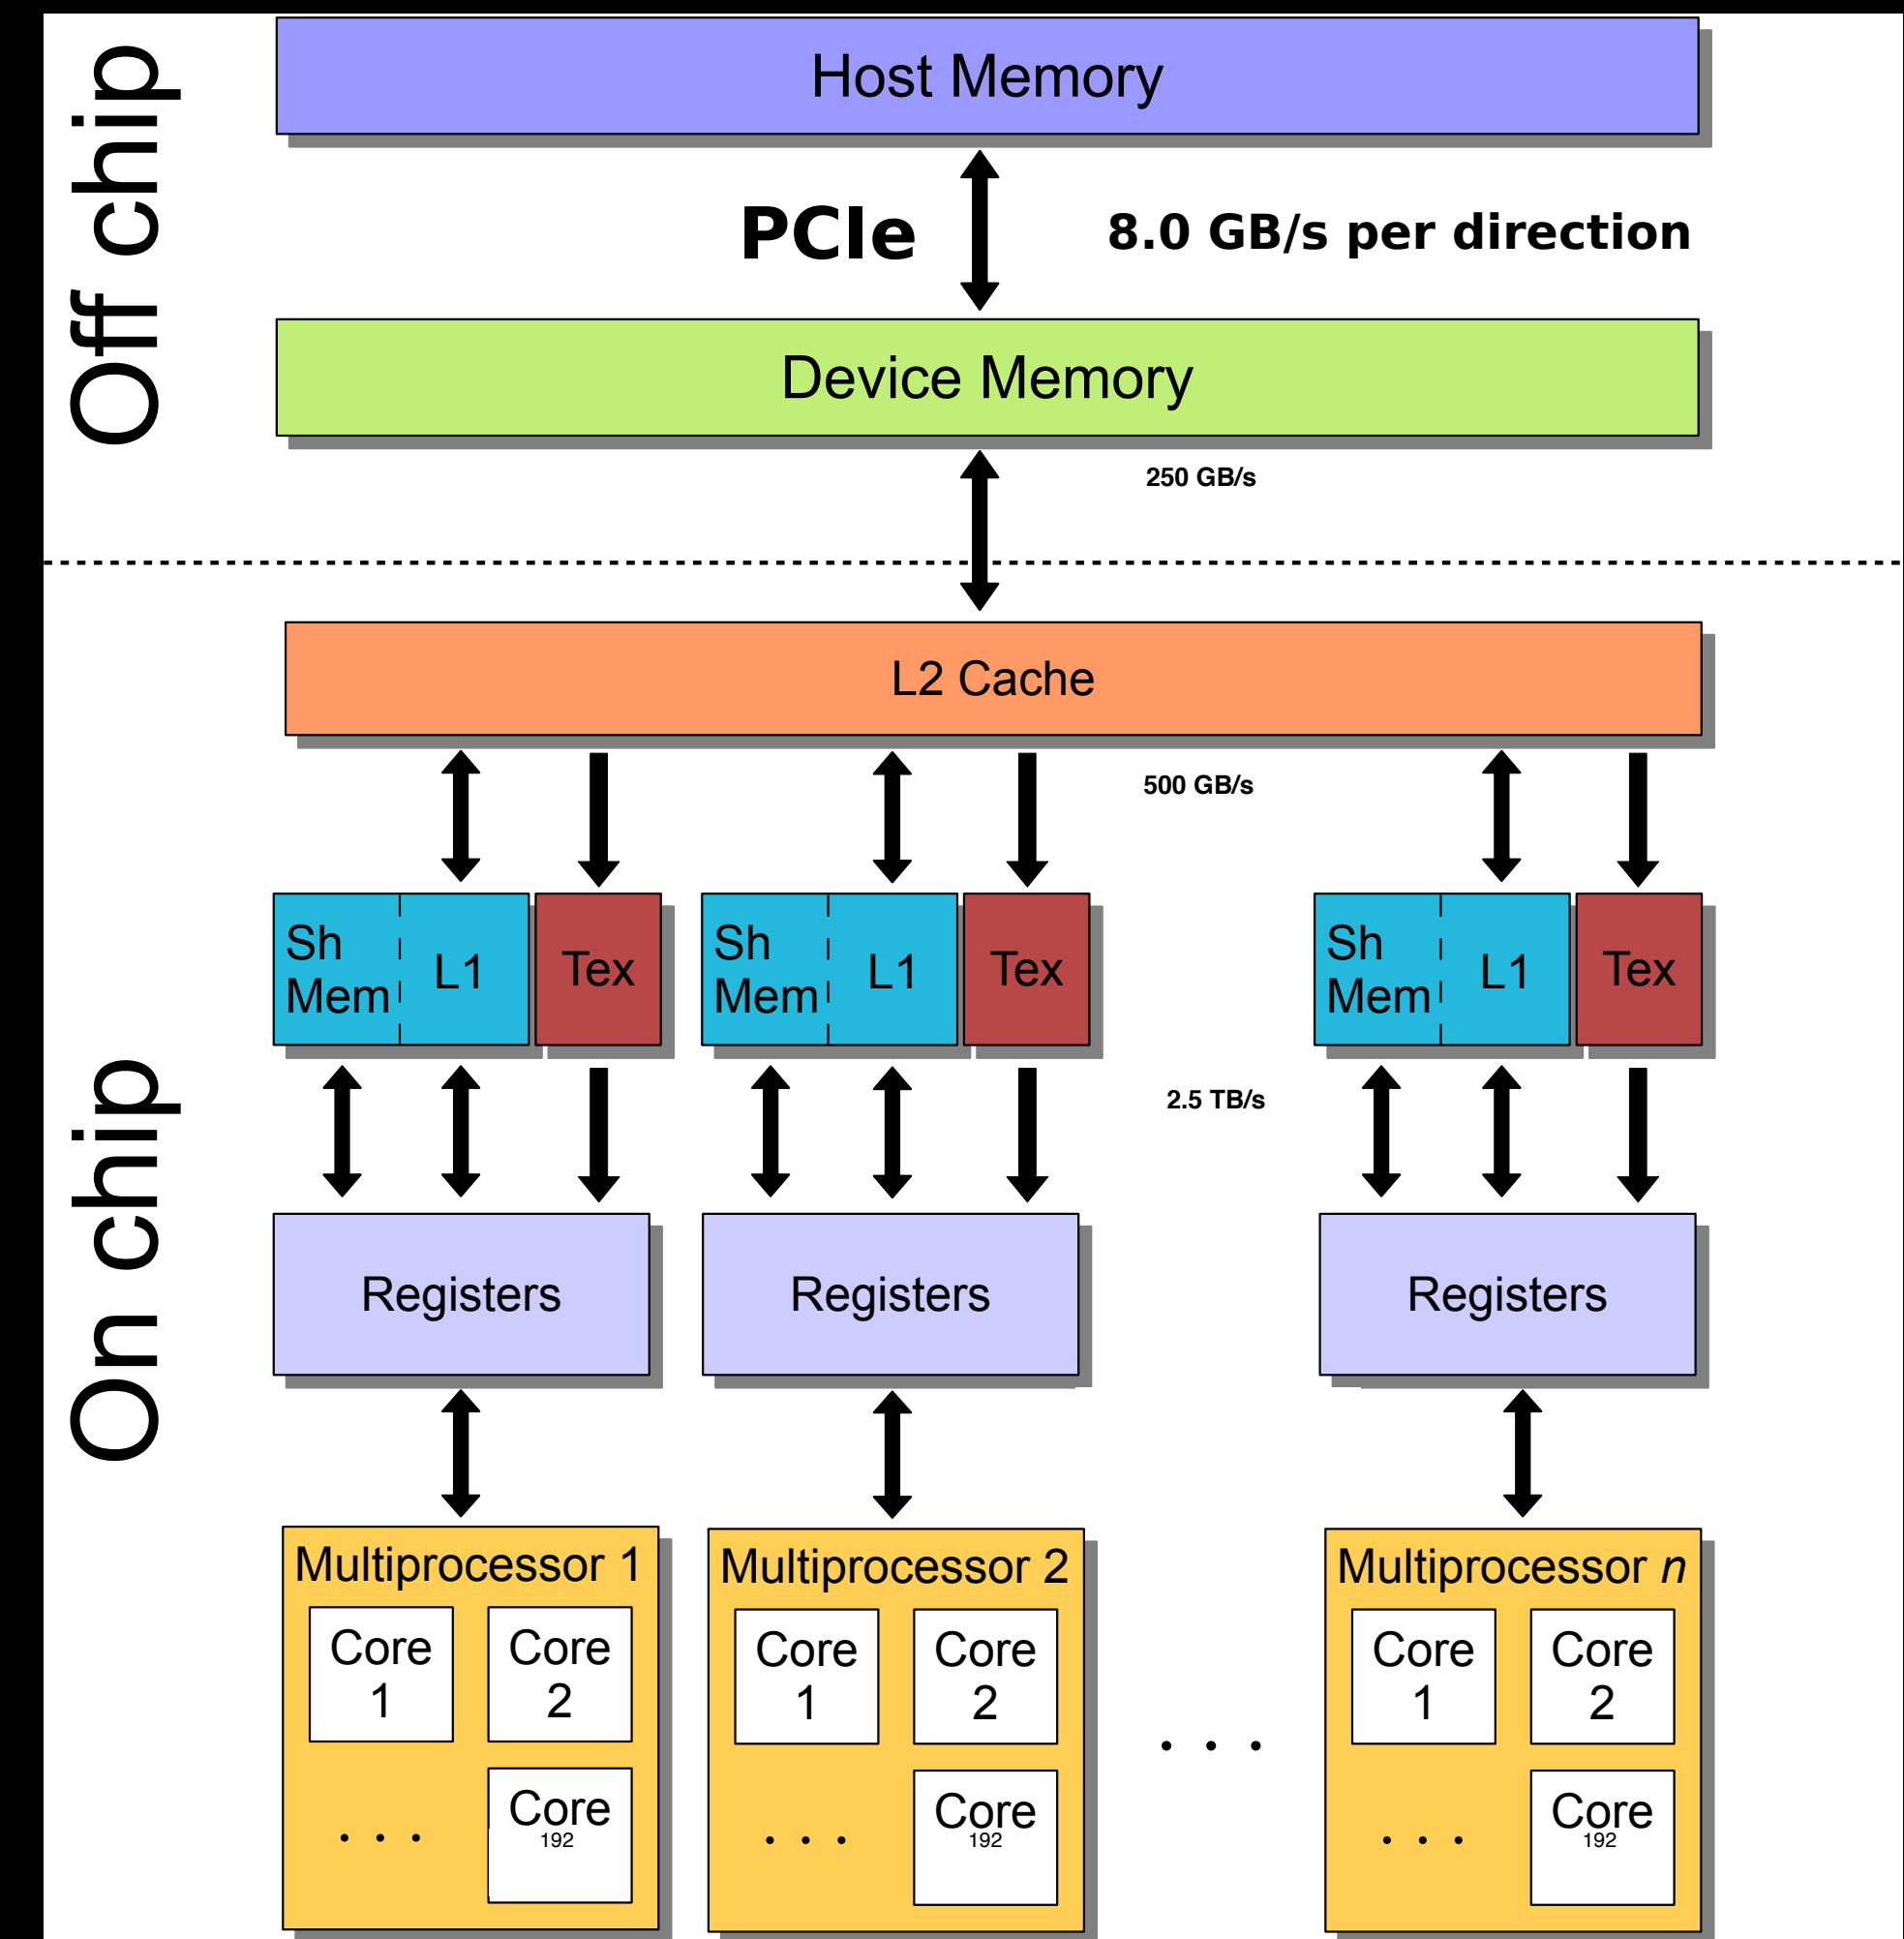 Off chip
Host Memory
PCIe
8.0 GB/s per direction
Device Memory
250 GB/s
On chip
L2 Cache
500 GB/s
Sh
Mem
L1
Tex
Sh
Mem
L1
Tex
Sh
Mem
L1
Tex
2.5 TB/s
Registers
Registers
Registers
Multiprocessor 1
Core
1
Core
2
. . .
Core
192
Multiprocessor 2
Core
1
Core
2
. . .
Core
192
. . .
Multiprocessor n
Core
1
Core
2
. . .
Core
192